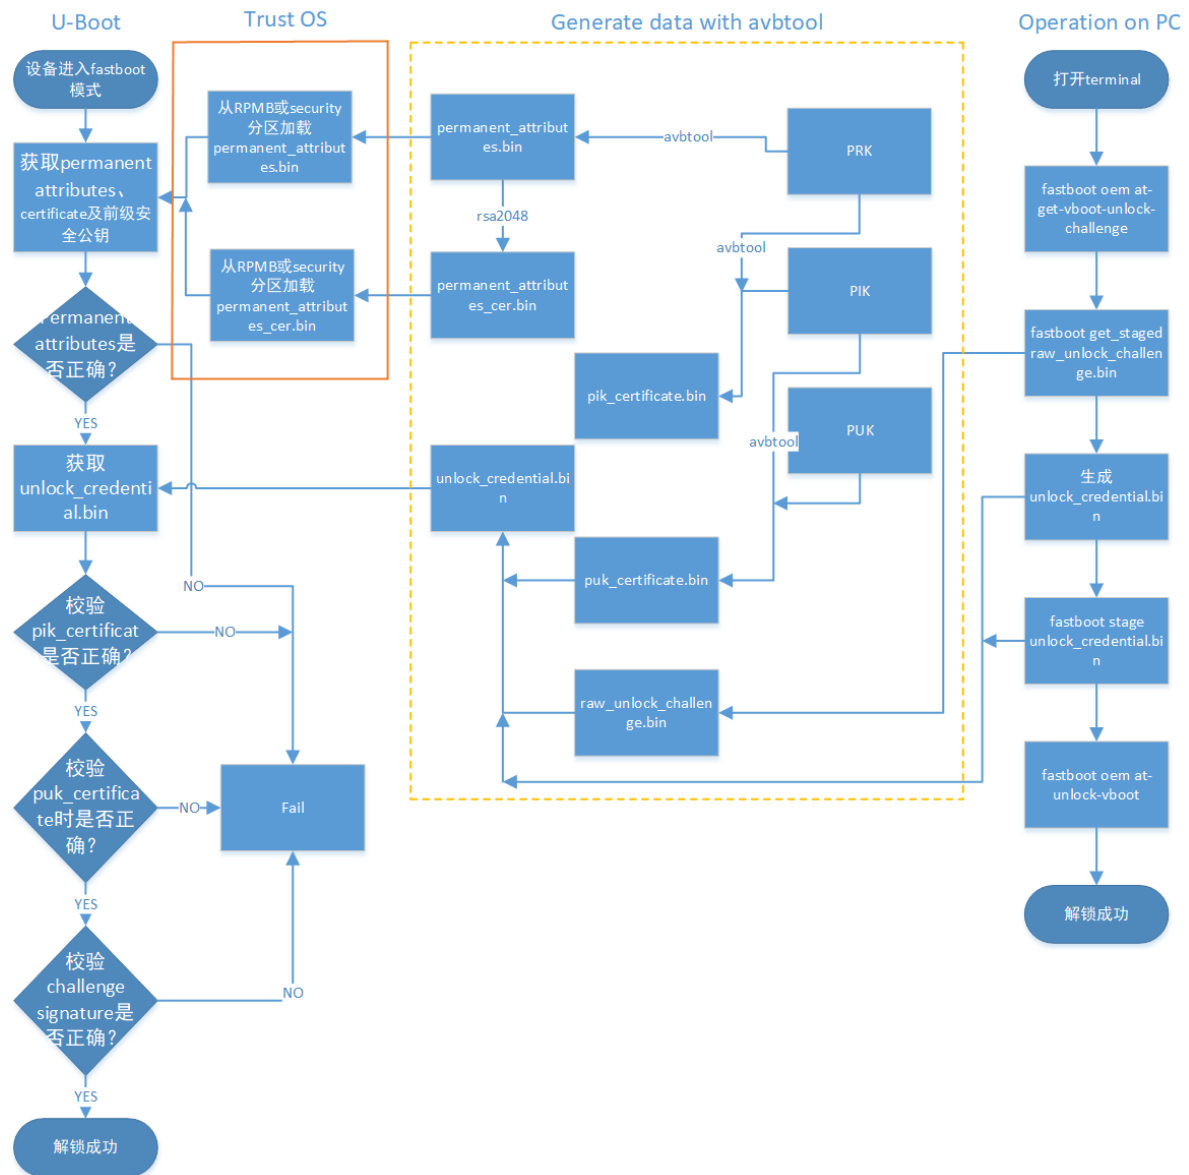 U-Boot
Trust OS
Generate data with avbtool
Operation on PC
设备进入fastboot
模式
获取permanent
attributes、
certificate及前级安
全公钥
Permanent
attributes是
否正确？
YES
NO
获取
unlock_credenti
al.bin
校验
pik_certificat
是否正确？
NO
YES
校验
puk_certifica
te时是否正
确？
NO
YES
校验
challenge
signature是
否正确？
NO
YES
解锁成功
Fail
从RPMB或security
分区加载
permanent_attribut
es.bin
从RPMB或security
分区加载
permanent_attribut
es_cer.bin
permanent_attribut
es.bin
rsa2048
permanent_attribut
es_cer.bin
avbtool
PRK
avbtool
PIK
pik_certificate.bin
avbtool
PUK
unlock_credential.bi
n
puk_certificate.bin
raw_unlock_challe
nge.bin
打开terminal
fastboot oem at-
get-vboot-unlock-
challenge
fastboot get_staged
raw_unlock_challe
nge.bin
生成
unlock_credential.bi
n
fastboot stage
unlock_credential.bi
n
fastboot oem at-
unlock-vboot
解锁成功